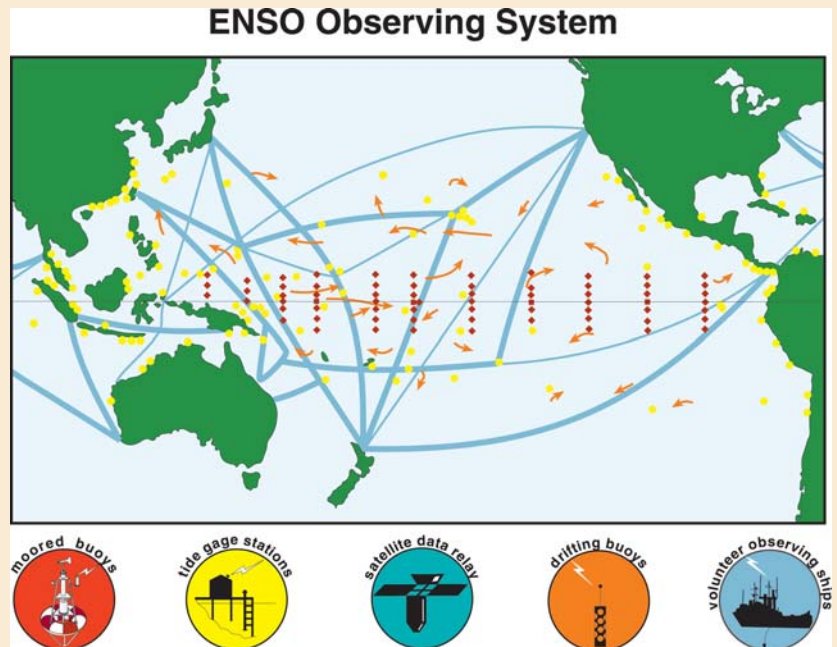 ENSO Observing System
moored buoys
tide gage stations
satellite data relay
drifting buoys
volunteer observing ships